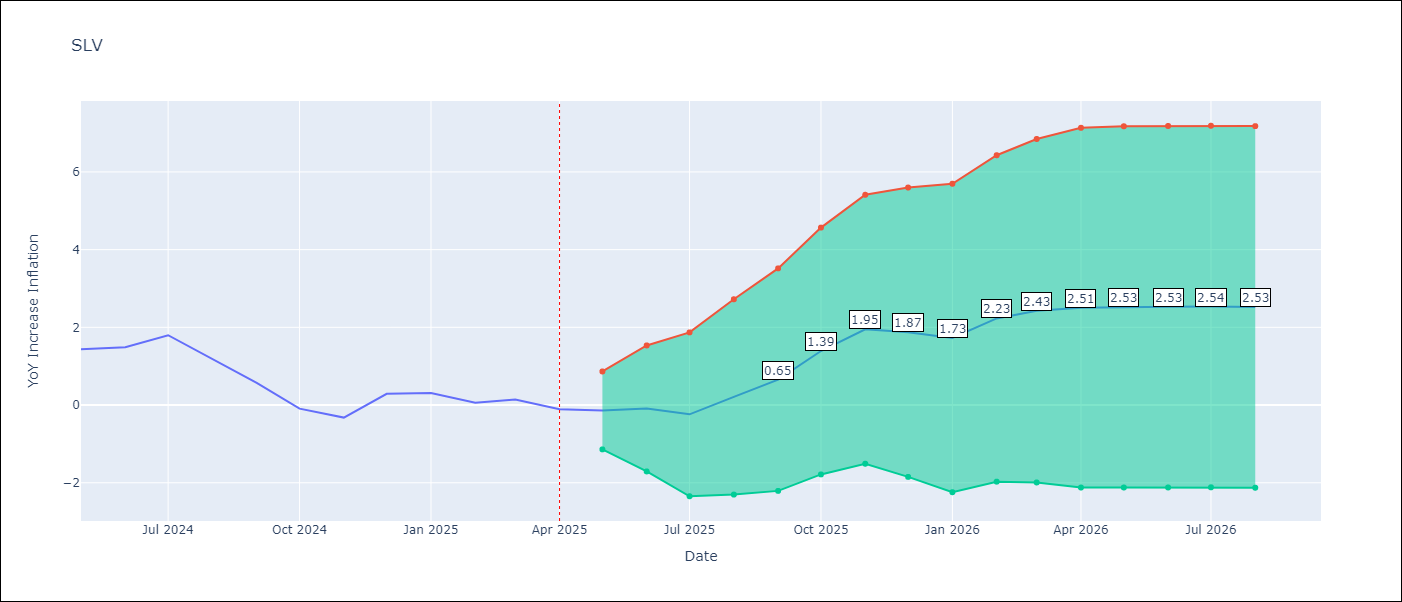 SLV
YoY Increase Inflation
6
4
2
0
−2
0.65
1.39
1.95
1.87
1.73
2.23
2.43
2.51
2.53
2.53
2.54
2.53
Jul 2024
Oct 2024
Jan 2025
Apr 2025
Jul 2025
Oct 2025
Jan 2026
Apr 2026
Jul 2026
Date